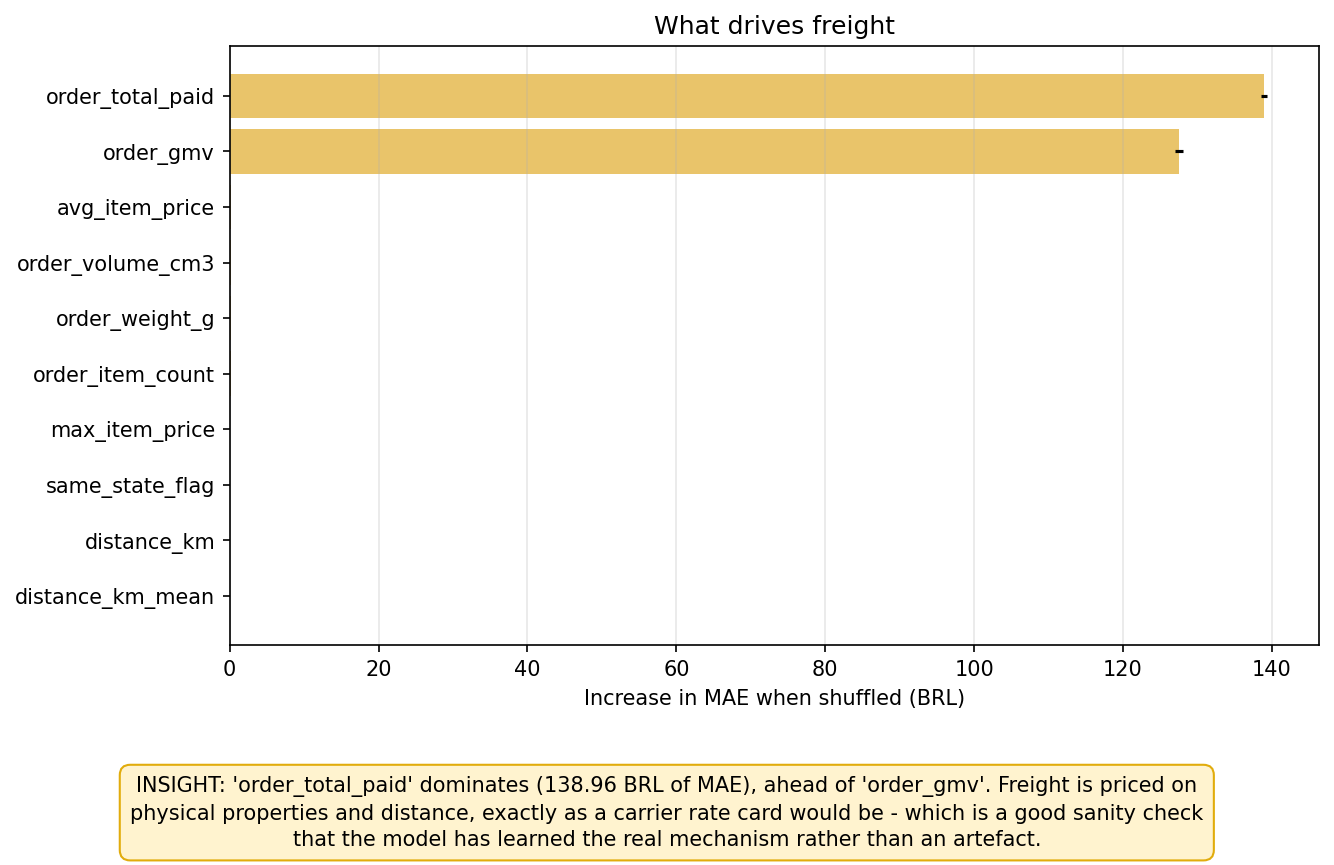 What drives freight
order_total_paid
order_gmv
avg_item_price
order_volume_cm3
order_weight_g
order_item_count
max_item_price
same_state_flag
distance_km
distance_km_mean
0 20 40 60 80 100 120 140
Increase in MAE when shuffled (BRL)
INSIGHT: 'order_total_paid' dominates (138.96 BRL of MAE), ahead of 'order_gmv'. Freight is priced on
physical properties and distance, exactly as a carrier rate card would be - which is a good sanity check
that the model has learned the real mechanism rather than an artefact.